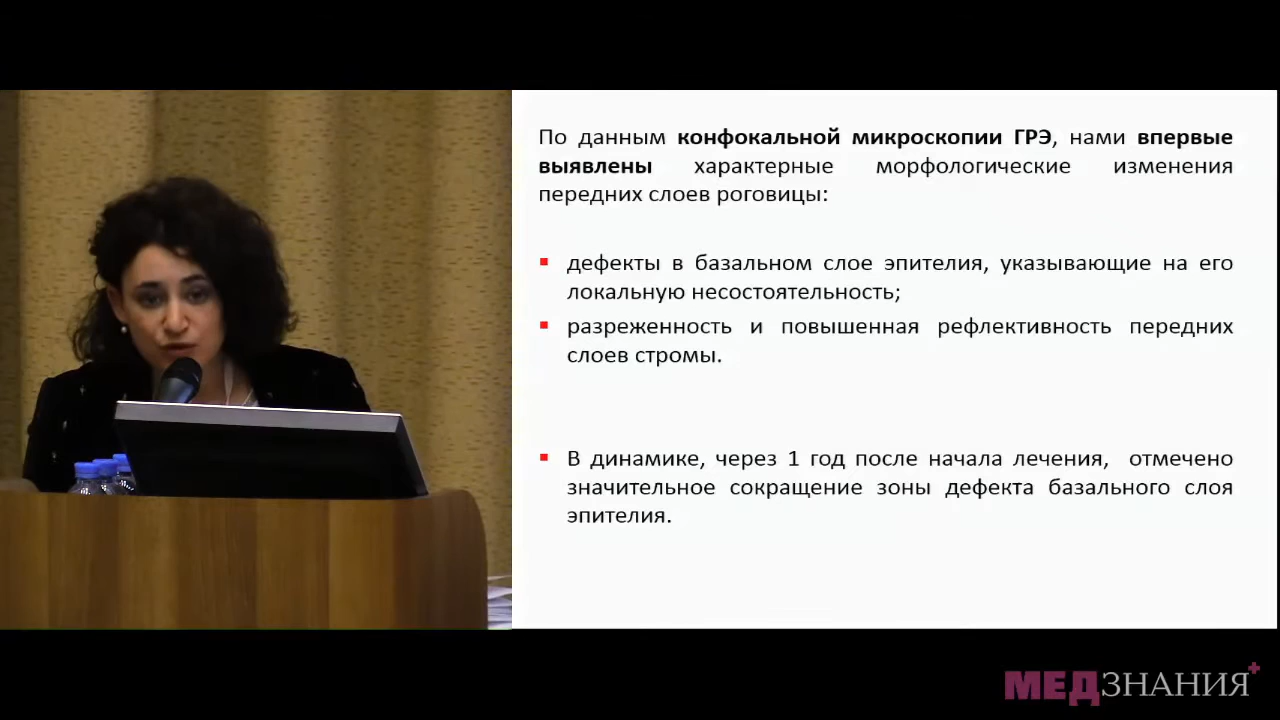 По данным конфокальной микроскопии ГРЭ, нами впервые
выявлены характерные морфологические изменения
передних слоев роговицы:
▪ дефекты в базальном слое эпителия, указывающие на его
локальную несостоятельность;
▪ разреженность и повышенная рефлективность передних
слоев стромы.
▪ В динамике, через 1 год после начала лечения, отмечено
значительное сокращение зоны дефекта базального слоя
эпителия.
МЕДЗНАНИЯ+